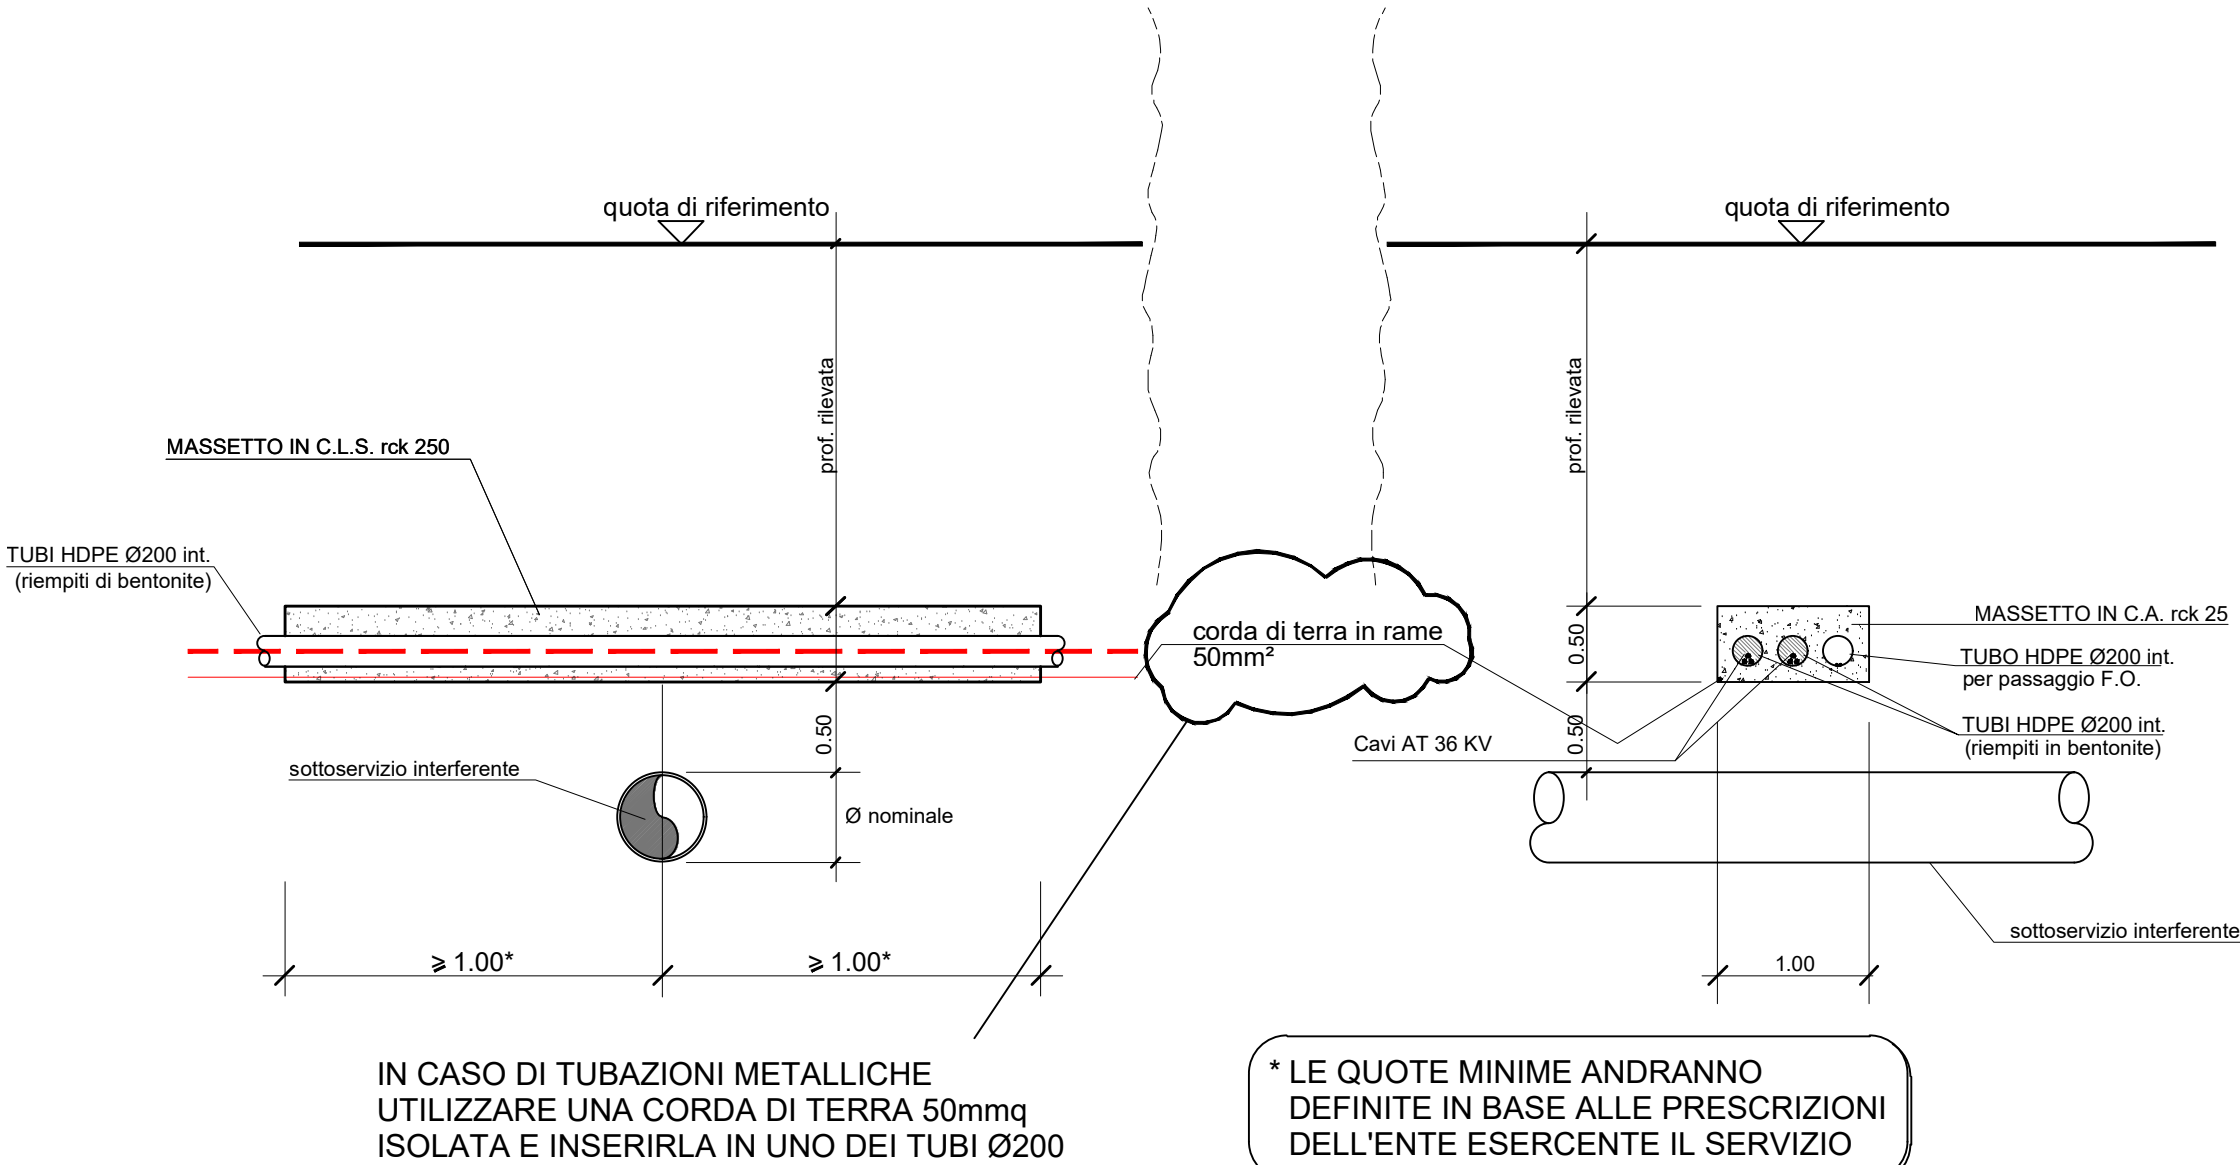 quota di riferimento
quota di riferimento
prof. rilevata
prof. rilevata
MASSETTO IN C.L.S. rck 250
TUBI HDPE Ø200 int.
(riempiti di bentonite)
corda di terra in rame
50mm²
0.50
MASSETTO IN C.A. rck 25
TUBO HDPE Ø200 int.
per passaggio F.O.
TUBI HDPE Ø200 int.
(riempiti in bentonite)
0.50
0.50
Cavi AT 36 KV
sottoservizio interferente
Ø nominale
sottoservizio interferente
⩾ 1.00*
⩾ 1.00*
1.00
IN CASO DI TUBAZIONI METALLICHE
UTILIZZARE UNA CORDA DI TERRA 50mmq
ISOLATA E INSERIRLA IN UNO DEI TUBI Ø200
* LE QUOTE MINIME ANDRANNO
DEFINITE IN BASE ALLE PRESCRIZIONI
DELL'ENTE ESERCENTE IL SERVIZIO